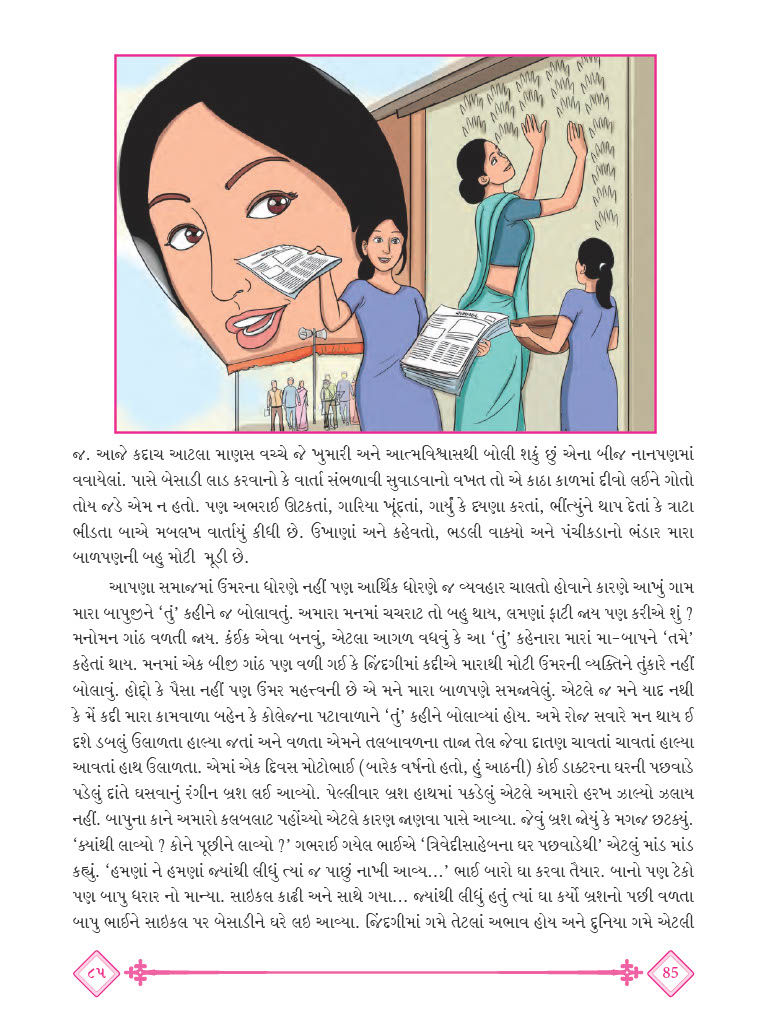 જ. આજે કદાચ આટલા માણસ વચ્ચે જે ખુમારી અને આત્મવિશ્વાસથી બોલી શકું છું એના બીજ નાનપણમાં
વવાયેલાં. પાસે બેસાડી લાડ કરવાનો કે વાર્તા સંભળાવી સુવાડવાનો વખત તો એ કાઠા કાળમાં દીવો લઈને ગોતો
તોય જડે એમ ન હતો. પણ અભરાઈ ઊટકતાં, ગારિયા ખૂંદતાં, ગાર્યું કે દયણા કરતાં, ભીંત્યુંને થાપ દેતાં કે ત્રાટા
ભીડતા બાએ મબલખ વાર્તાયું કીધી છે. ઉખાણાં અને કહેવતો, ભડલી વાક્યો અને પંચીકડાનો ભંડાર મારા
બાળપણની બહુ મોટી મૂડી છે.
આપણા સમાજમાં ઉંમરના ધોરણે નહીં પણ આર્થિક ધોરણે જ વ્યવહાર ચાલતો હોવાને કારણે આખું ગામ
મારા બાપુજીને ‘તું’ કહીને જ બોલાવતું. અમારા મનમાં ચચરાટ તો બહુ થાય, લમણાં ફાટી જાય પણ કરીએ શું ?
મનોમન ગાંઠ વળતી જાય. કંઈક એવા બનવું, એટલા આગળ વધવું કે આ ‘તું’ કહેનારા મારાં મા-બાપને ‘તમે’
કહેતાં થાય. મનમાં એક બીજી ગાંઠ પણ વળી ગઈ કે જિંદગીમાં કદીએ મારાથી મોટી ઉંમરની વ્યક્તિને તુંકારે નહીં
બોલાવું. હોદ્દો કે પૈસા નહીં પણ ઉંમર મહત્ત્વની છે એ મને મારા બાળપણે સમજાવેલું. એટલે જ મને યાદ નથી
કે મેં કદી મારા કામવાળા બહેન કે કોલેજના પટાવાળાને ‘તું’ કહીને બોલાવ્યાં હોય. અમે રોજ સવારે મન થાય ઈ
દશે ડબલું ઉલાળતા હાલ્યા જતાં અને વળતા એમને તલબાવળના તાજા તેલ જેવા દાતણ ચાવતાં ચાવતાં હાલ્યા
આવતાં હાથ ઉલાળતા. એમાં એક દિવસ મોટોભાઈ (બારેક વર્ષનો હતો, હું આઠની) કોઈ ડાક્ટરના ઘરની પછવાડે
પડેલું દાંતે ઘસવાનું રંગીન બ્રશ લઈ આવ્યો. પેલ્લીવાર બ્રશ હાથમાં પકડેલું એટલે અમારો હરખ ઝાલ્યો ઝલાય
નહીં. બાપુના કાને અમારો કલબલાટ પહોંચ્યો એટલે કારણ જાણવા પાસે આવ્યા. જેવું બ્રશ જોયું કે મગજ છટક્યું.
‘ક્યાંથી લાવ્યો ? કોને પૂછીને લાવ્યો ?’ ગભરાઈ ગયેલ ભાઈએ ‘ત્રિવેદીસાહેબના ઘર પછવાડેથી’ એટલું માંડ માંડ
કહ્યું. ‘હમણાં ને હમણાં જ્યાંથી લીધું ત્યાં જ પાછું નાખી આવ્ય...’ ભાઈ બારો ઘા કરવા તૈયાર. બાનો પણ ટેકો
પણ બાપુ ધરાર નો માન્યા. સાઇકલ કાઢી અને સાથે ગયા... જ્યાંથી લીધું હતું ત્યાં ઘા કર્યો બ્રશનો પછી વળતા
બાપુ ભાઈને સાઇકલ પર બેસાડીને ઘરે લઇ આવ્યા. જિંદગીમાં ગમે તેટલાં અભાવ હોય અને દુનિયા ગમે એટલી
૮૫
85